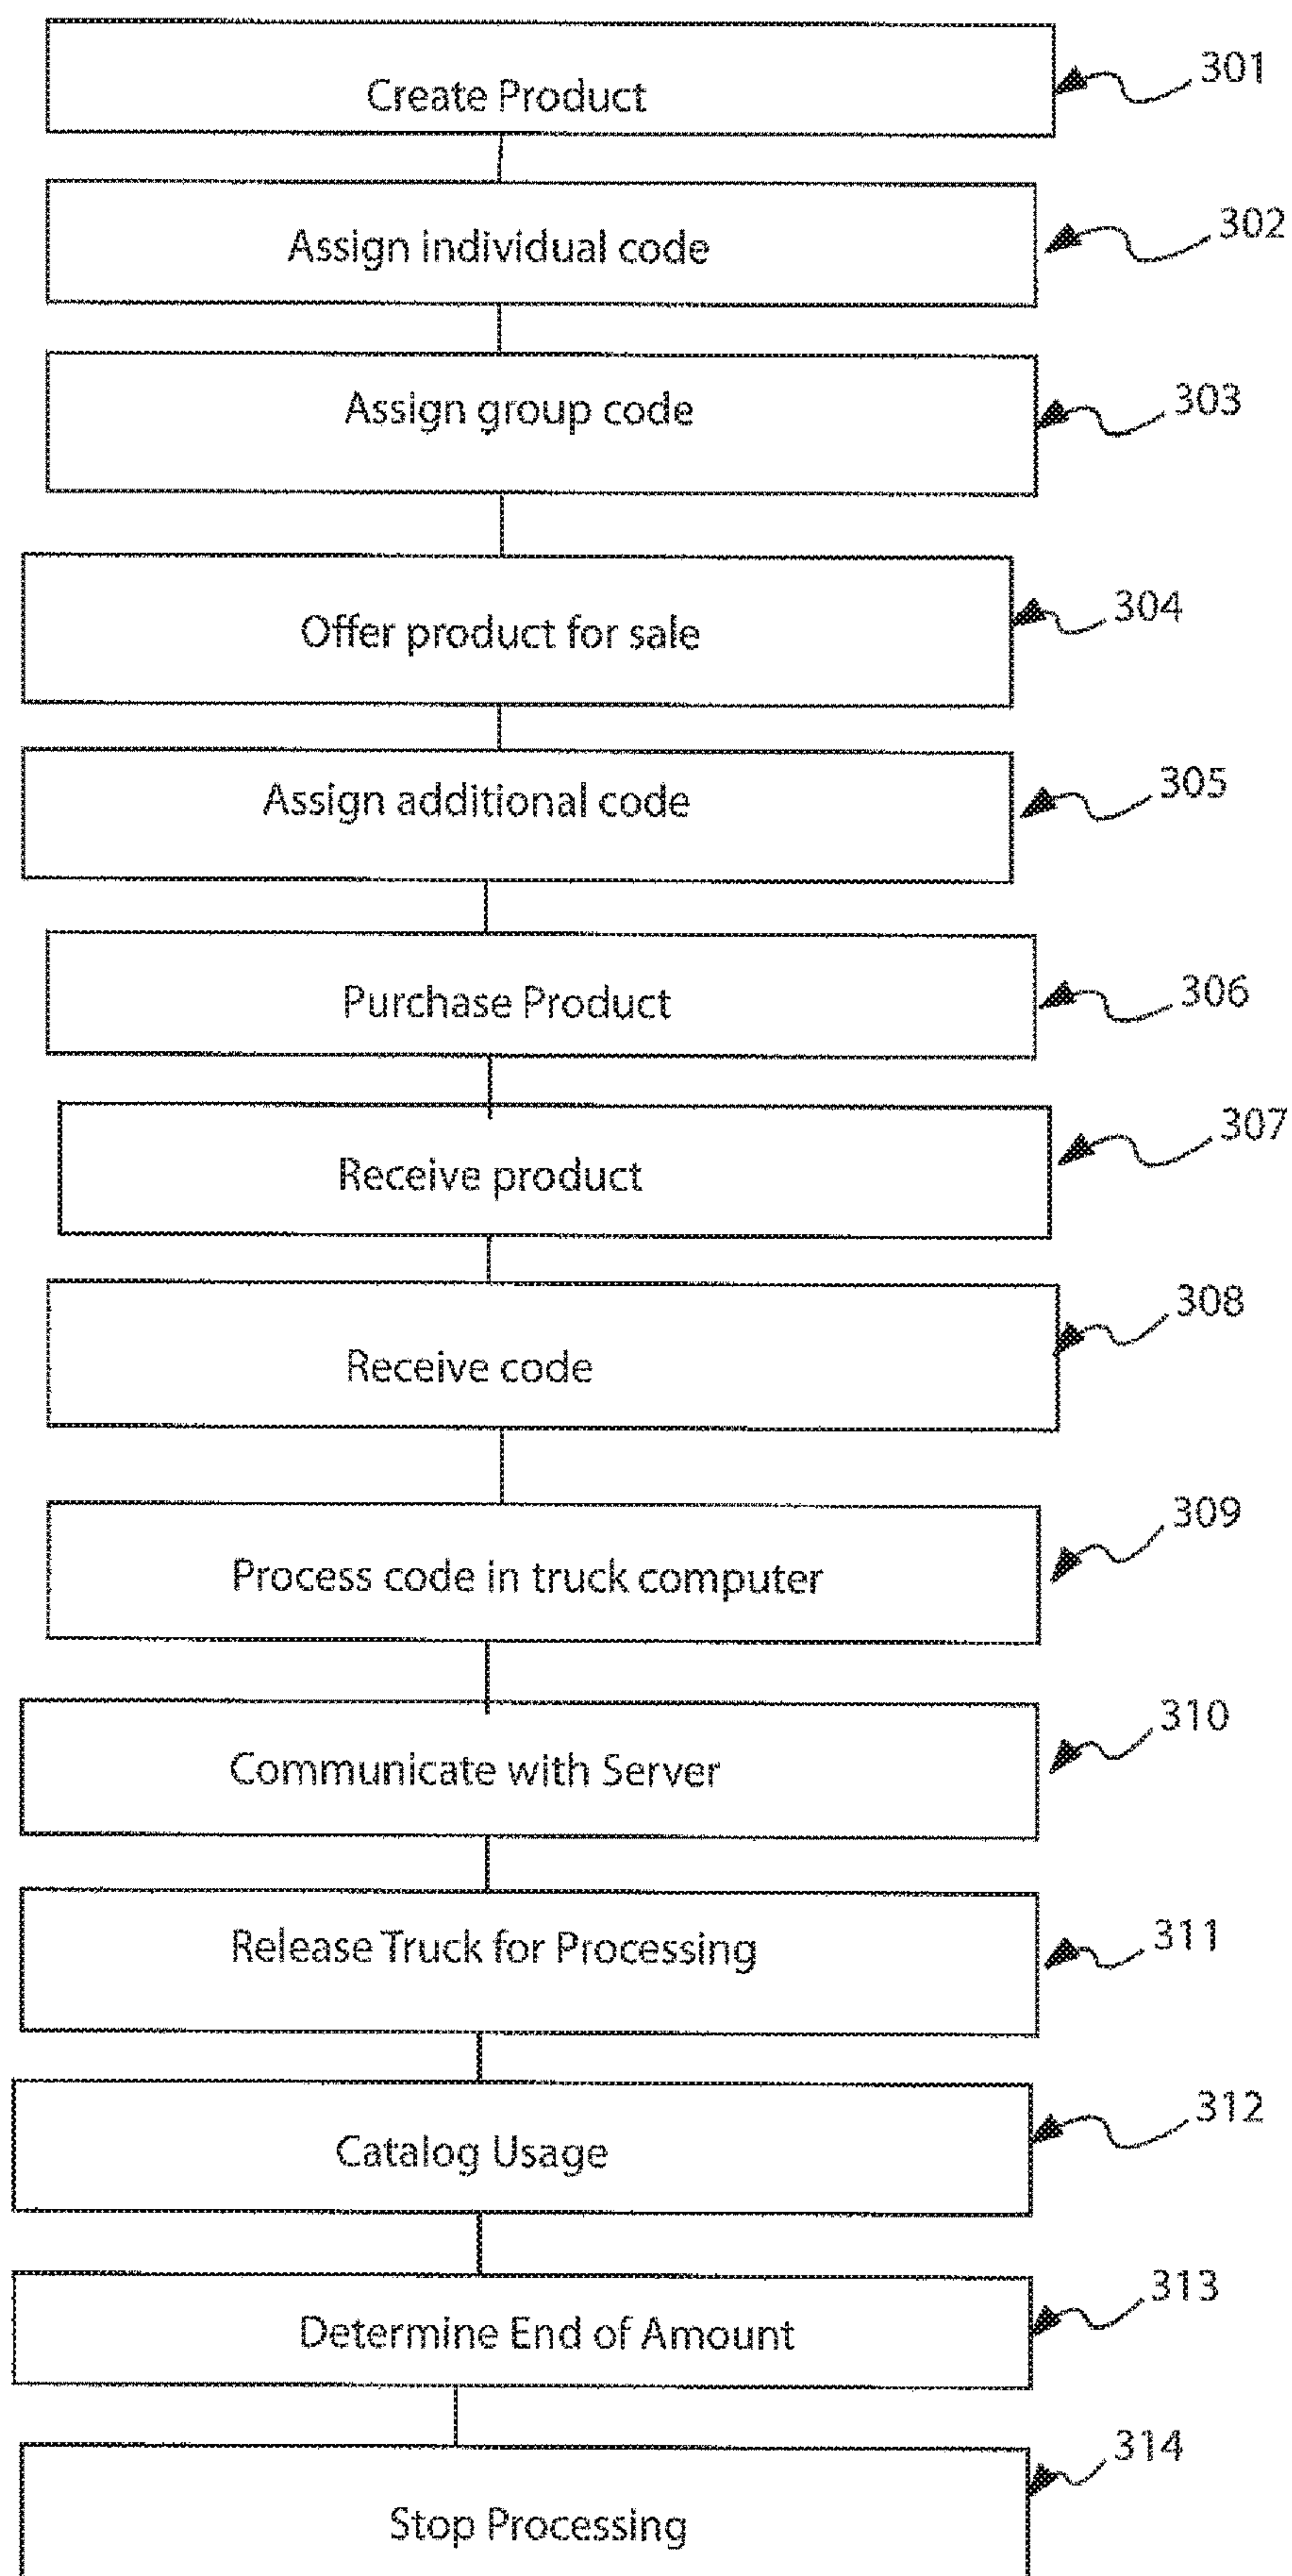 Create Product
301
Assign individual code
302
Assign group code
303
Offer product for sale
304
Assign additional code
305
Purchase Product
306
Receive product
307
Receive code
308
Process code in truck computer
309
Communicate with Server
310
Release Truck for Processing
311
Catalog Usage
312
Determine End of Amount
313
Stop Processing
314